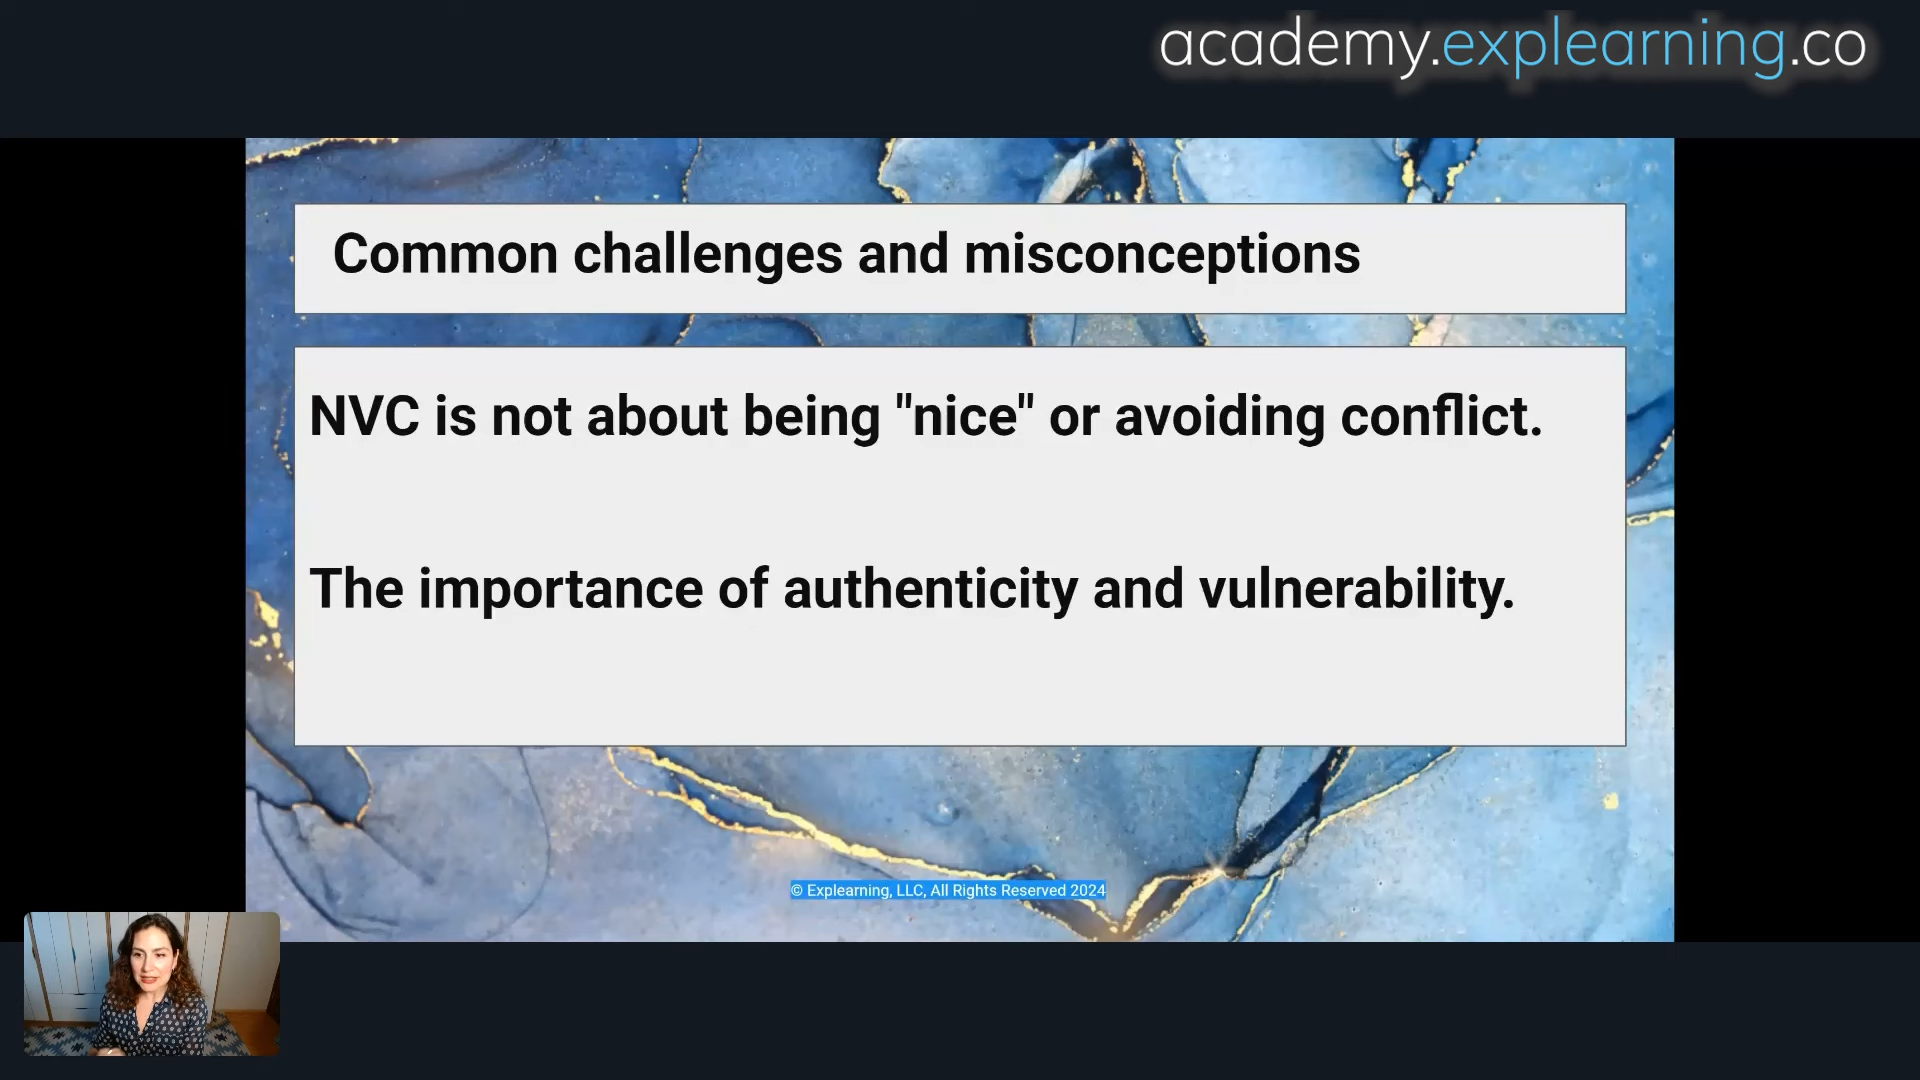 academy.explearning.co
Common challenges and misconceptions
NVC is not about being "nice" or avoiding conflict.
The importance of authenticity and vulnerability.
© Explearning, LLC, All Rights Reserved 2024